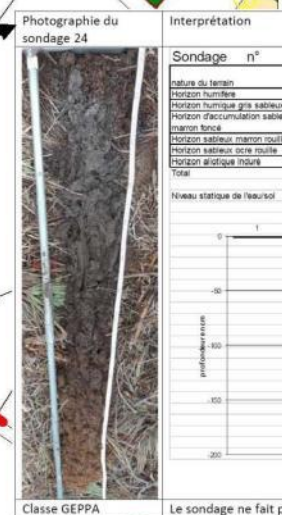 Photographie du
sondage 24
Interprétation
Sondage n°
nature du terrain
Horizon humifère
Horizon humique gris sableux
Horizon d'accumulation sable
marron foncé
Horizon sableux marron rouill
Horizon sableux ocre rouille
Horizon aliotique induré
Total
Niveau statique de l'eau/sol
1
0
-50
-100
-150
-200
profondeur en cm
Classe GEPPA
Le sondage ne fait p